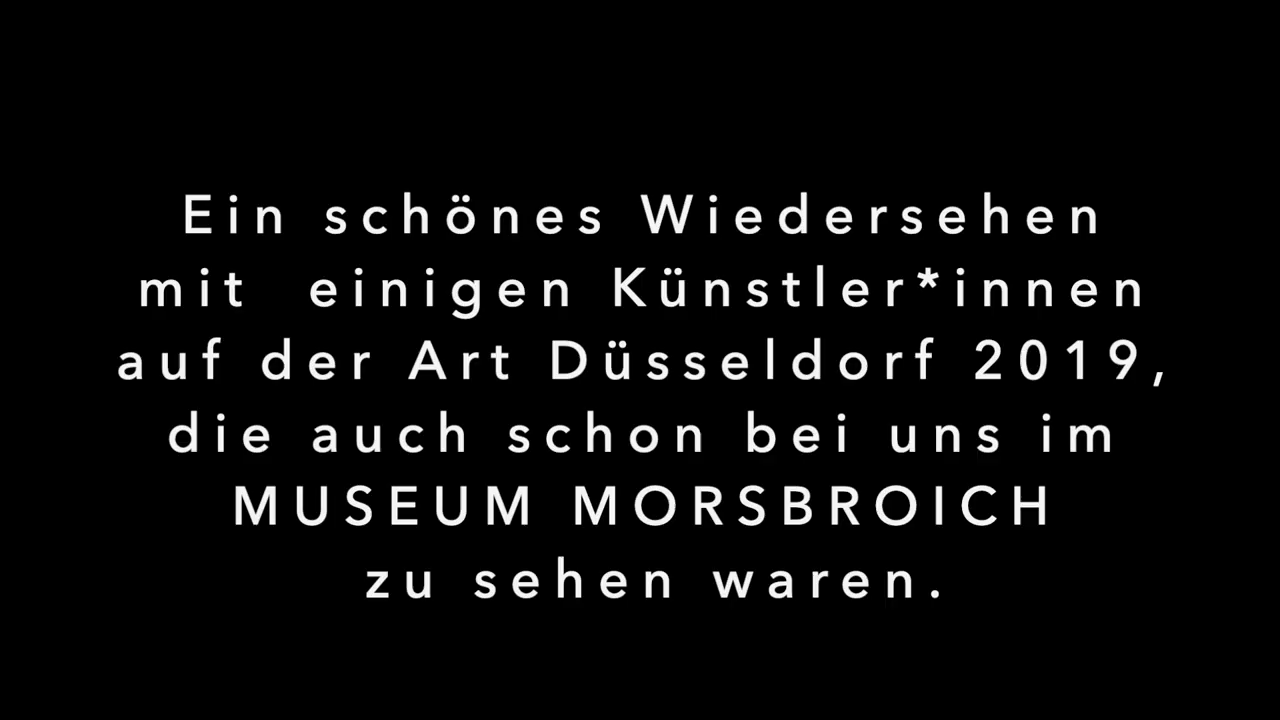 Ein schönes Wiedersehen
mit einigen Künstler*innen
auf der Art Düsseldorf 2019,
die auch schon bei uns im
MUSEUM MORSBROICH
zu sehen waren.